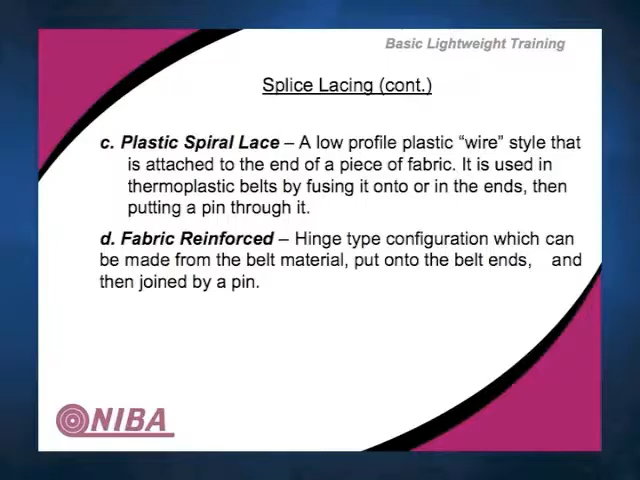 Basic Lightweight Training
Splice Lacing (cont.)
c. Plastic Spiral Lace – A low profile plastic “wire” style that
is attached to the end of a piece of fabric. It is used in
thermoplastic belts by fusing it onto or in the ends, then
putting a pin through it.
d. Fabric Reinforced – Hinge type configuration which can
be made from the belt material, put onto the belt ends, and
then joined by a pin.
NIBA